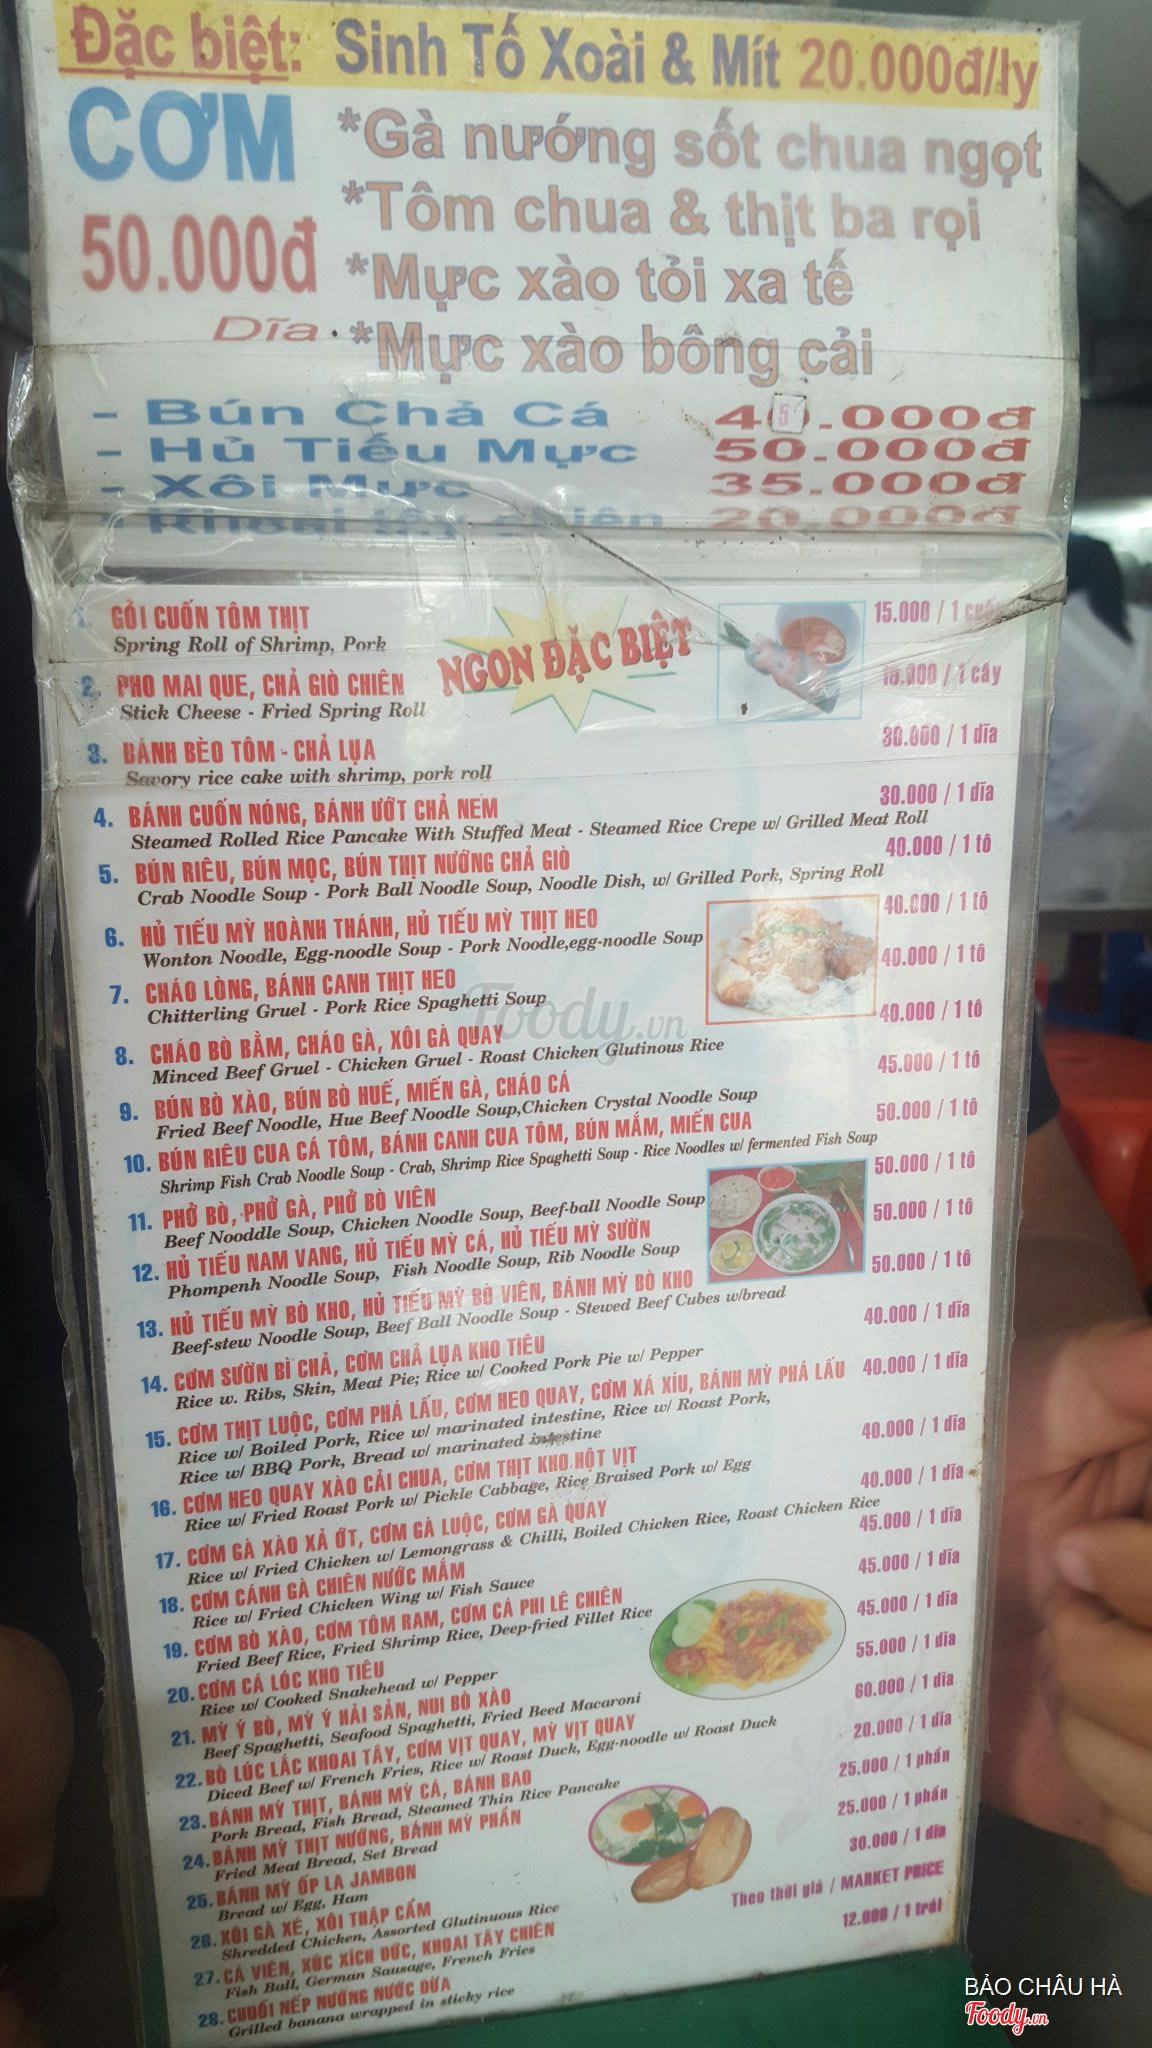 Đặc biệt: Sinh Tố Xoài & Mít 20.000đ/ly
CƠM
50.000đ
Dĩa
*Gà nướng sốt chua ngọt
*Tôm chua & thịt ba rọi
*Mực xào tỏi xa tế
*Mực xào bông cải
- Bún Chả Cá 45.000đ
- Hủ Tiếu Mực 50.000đ
- Xôi Mực 35.000đ
- Khoai tây chiên 20.000đ
NGON ĐẶC BIỆT
1. GỎI CUỐN TÔM THỊT 15.000 / 1 cuốn
Spring Roll of Shrimp, Pork
2. PHO MAI QUE, CHẢ GIÒ CHIÊN / 1 cây
Stick Cheese - Fried Spring Roll
3. BÁNH BÈO TÔM - CHẢ LỤA 30.000 / 1 dĩa
Savory rice cake with shrimp, pork roll
4. BÁNH CUỐN NÓNG, BÁNH ƯỚT CHẢ NEM 30.000 / 1 dĩa
Steamed Rolled Rice Pancake With Stuffed Meat - Steamed Rice Crepe w/ Grilled Meat Roll
5. BÚN RIÊU, BÚN MỌC, BÚN THỊT NƯỚNG CHẢ GIÒ 40.000 / 1 tô
Crab Noodle Soup - Pork Ball Noodle Soup, Noodle Dish, w/ Grilled Pork, Spring Roll
6. HỦ TIẾU MỲ HOÀNH THÁNH, HỦ TIẾU MỲ THỊT HEO 40.000 / 1 tô
Wonton Noodle, Egg-noodle Soup - Pork Noodle,egg-noodle Soup
7. CHÁO LÒNG, BÁNH CANH THỊT HEO 40.000 / 1 tô
Chitterling Gruel - Pork Rice Spaghetti Soup
8. CHÁO BÒ BẰM, CHÁO GÀ, XÔI GÀ QUAY 40.000 / 1 tô
Minced Beef Gruel - Chicken Gruel - Roast Chicken Glutinous Rice
9. BÚN BÒ XÀO, BÚN BÒ HUẾ, MIẾN GÀ, CHÁO CÁ 45.000 / 1 tô
Fried Beef Noodle, Hue Beef Noodle Soup,Chicken Crystal Noodle Soup
10. BÚN RIÊU CUA CÁ TÔM, BÁNH CANH CUA TÔM, BÚN MẮM, MIẾN CUA 50.000 / 1 tô
Shrimp Fish Crab Noodle Soup - Crab, Shrimp Rice Spaghetti Soup - Rice Noodles w/ fermented Fish Soup
11. PHỞ BÒ, PHỞ GÀ, PHỞ BÒ VIÊN 50.000 / 1 tô
Beef Nooddle Soup, Chicken Noodle Soup, Beef-ball Noodle Soup
12. HỦ TIẾU NAM VANG, HỦ TIẾU MỲ CÁ, HỦ TIẾU MỲ SƯỜN 50.000 / 1 tô
Phompenh Noodle Soup, Fish Noodle Soup, Rib Noodle Soup
13. HỦ TIẾU MỲ BÒ KHO, HỦ TIẾU MỲ BÒ VIÊN, BÁNH MỲ BÒ KHO 50.000 / 1 tô
Beef-stew Noodle Soup, Beef Ball Noodle Soup - Stewed Beef Cubes w/bread
14. CƠM SƯỜN BÌ CHẢ, CƠM CHẢ LỤA KHO TIÊU 40.000 / 1 dĩa
Rice w. Ribs, Skin, Meat Pie; Rice w/ Cooked Pork Pie w/ Pepper
15. CƠM THỊT LUỘC, CƠM PHÁ LẤU, CƠM HEO QUAY, CƠM XÁ XÍU, BÁNH MỲ PHÁ LẤU 40.000 / 1 dĩa
Rice w/ Boiled Pork, Rice w/ marinated intestine, Rice w/ Roast Pork,
Rice w/ BBQ Pork, Bread w/ marinated intestine
16. CƠM HEO QUAY XÀO CẢI CHUA, CƠM THỊT KHO HỘT VỊT 40.000 / 1 dĩa
Rice w/ Fried Roast Pork w/ Pickle Cabbage, Rice Braised Pork w/ Egg
17. CƠM GÀ XÀO XẢ ỚT, CƠM GÀ LUỘC, CƠM GÀ QUAY 40.000 / 1 dĩa
Rice w/ Fried Chicken w/ Lemongrass & Chilli, Boiled Chicken Rice, Roast Chicken Rice
18. CƠM CÁNH GÀ CHIÊN NƯỚC MẮM 45.000 / 1 dĩa
Rice w/ Fried Chicken Wing w/ Fish Sauce
19. CƠM BÒ XÀO, CƠM TÔM RAM, CƠM CÁ PHI LÊ CHIÊN 45.000 / 1 dĩa
Fried Beef Rice, Fried Shrimp Rice, Deep-fried Fillet Rice
20. CƠM CÁ LÓC KHO TIÊU 45.000 / 1 dĩa
Rice w/ Cooked Snakehead w/ Pepper
21. MỲ Ý BÒ, MỲ Ý HẢI SẢN, NUI BÒ XÀO 55.000 / 1 dĩa
Beef Spaghetti, Seafood Spaghetti, Fried Beed Macaroni
22. BÒ LÚC LẮC KHOAI TÂY, CƠM VỊT QUAY, MỲ VỊT QUAY 60.000 / 1 dĩa
Diced Beef w/ French Fries, Rice w/ Roast Duck, Egg-noodle w/ Roast Duck
23. BÁNH MỲ THỊT, BÁNH MỲ CÁ, BÁNH BAO 20.000 / 1 dĩa
Pork Bread, Fish Bread, Steamed Thin Rice Pancake
24. BÁNH MỲ THỊT NƯỚNG, BÁNH MỲ PHẦN 25.000 / 1 phần
Fried Meat Bread, Set Bread
25. BÁNH MỲ ỐP LA JAMBON 25.000 / 1 phần
Bread w/ Egg, Ham
26. XÔI GÀ XÉ, XÔI THẬP CẨM 30.000 / 1 dĩa
Shredded Chicken, Assorted Glutinous Rice
27. CÁ VIÊN, XÚC XÍCH ĐỨC, KHOAI TÂY CHIÊN Theo thời giá / MARKET PRICE
Fish Ball, German Sausage, French Fries
28. CHUỐI NẾP NƯỚNG NƯỚC DỪA 12.000 / 1 trái
Grilled banana wrapped in sticky rice
Foody.vn
BẢO CHÂU HÀ
Foody.vn